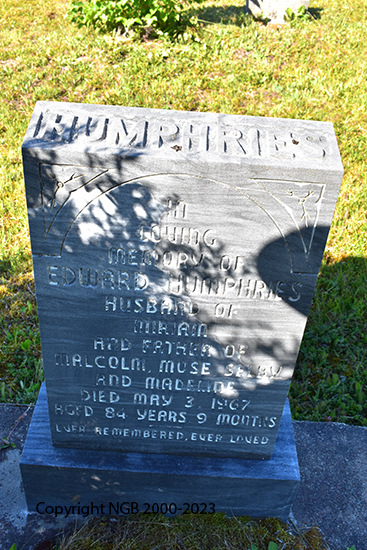 HUMPHRIES
IN
LOVING
MEMORY OF
EDWARD HUMPHRIES
HUSBAND OF
MIRIAM
AND FATHER OF
MALCOLM, MUSE SELBY
AND MADELINE
DIED MAY 3 1967
AGED 84 YEARS 9 MONTHS
EVER REMEMBERED, EVER LOVED
Copyright NGB 2000-2023